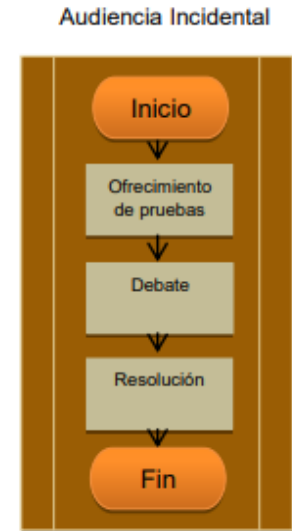 Audiencia Incidental
Inicio
Ofrecimiento
de pruebas
Debate
Resolución
Fin